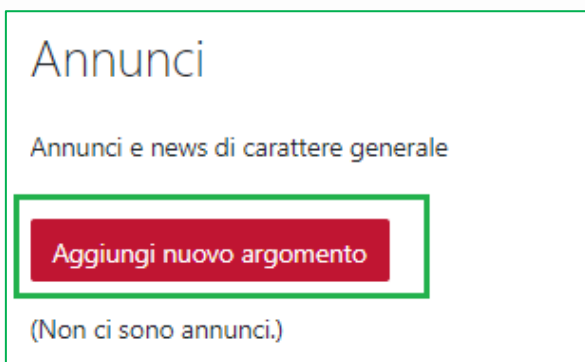 Annunci
Annunci e news di carattere generale
Aggiungi nuovo argomento
(Non ci sono annunci.)